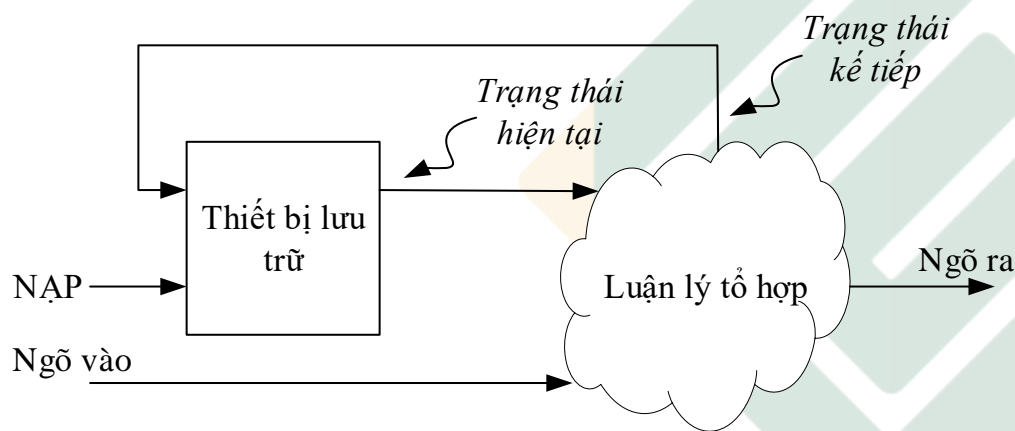 Trạng thái
kế tiếp
Trạng thái
hiện tại
Thiết bị lưu
trữ
NẠP
Luận lý tổ hợp
Ngõ ra
Ngõ vào